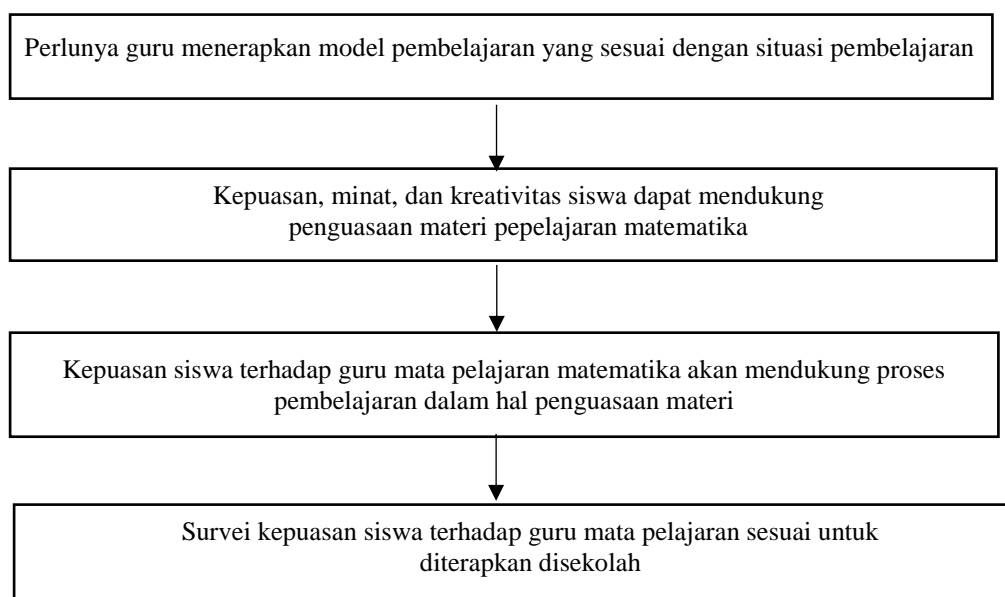 Perlunya guru menerapkan model pembelajaran yang sesuai dengan situasi pembelajaran
Kepuasan, minat, dan kreativitas siswa dapat mendukung
penguasaan materi pepelajaran matematika
Kepuasan siswa terhadap guru mata pelajaran matematika akan mendukung proses
pembelajaran dalam hal penguasaan materi
Survei kepuasan siswa terhadap guru mata pelajaran sesuai untuk
diterapkan disekolah